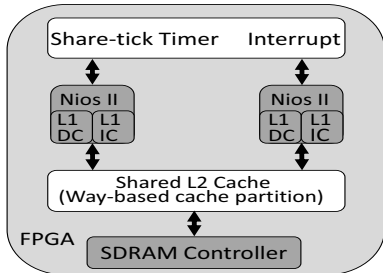 Share-tick Timer Interrupt
Nios II Nios II
L1 L1 L1 L1
DC IC DC IC
Shared L2 Cache
(Way-based cache partition)
FPGA
SDRAM Controller